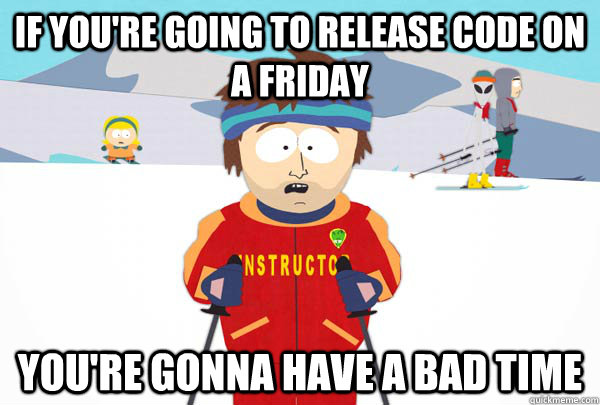 IF YOU'RE GOING TO RELEASE CODE ON
A FRIDAY
INSTRUCTO
YOU'RE GONNA HAVE A BAD TIME
quickmeme.com